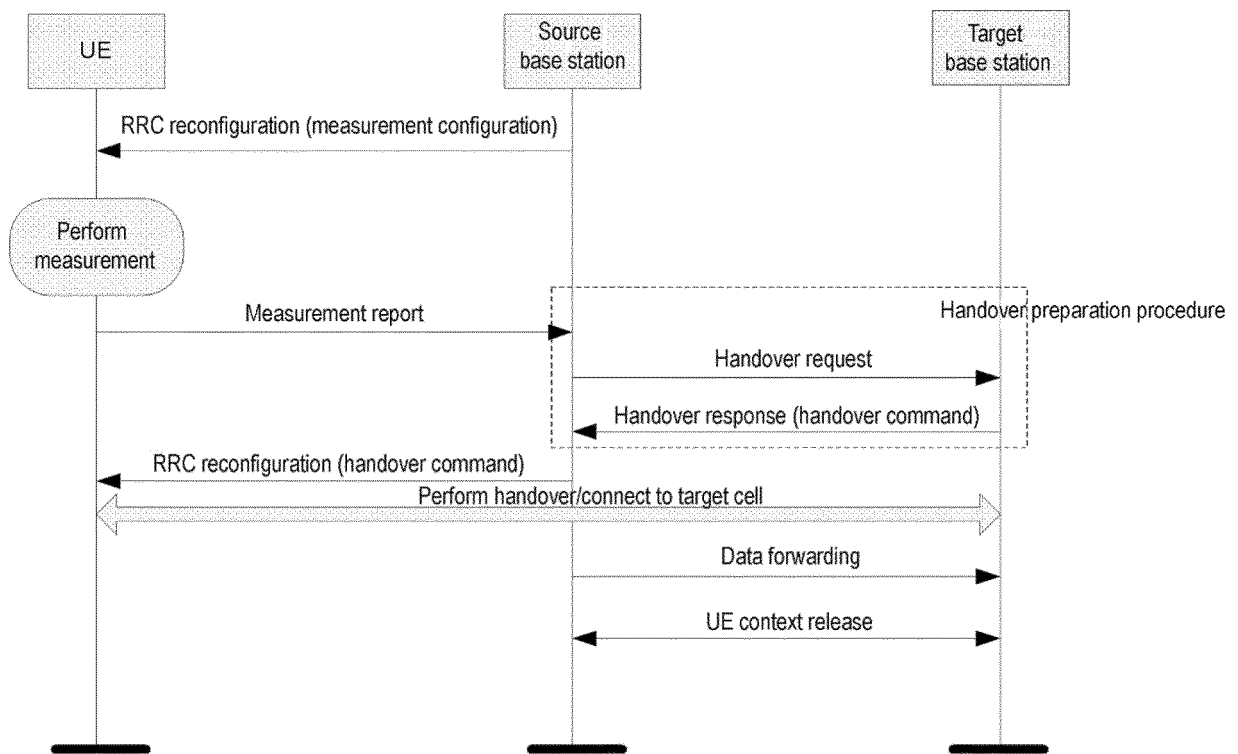 UE
Source
base station
Target
base station
RRC reconfiguration (measurement configuration)
Perform
measurement
Measurement report
Handover preparation procedure
Handover request
Handover response (handover command)
RRC reconfiguration (handover command)
Perform handover/connect to target cell
Data forwarding
UE context release